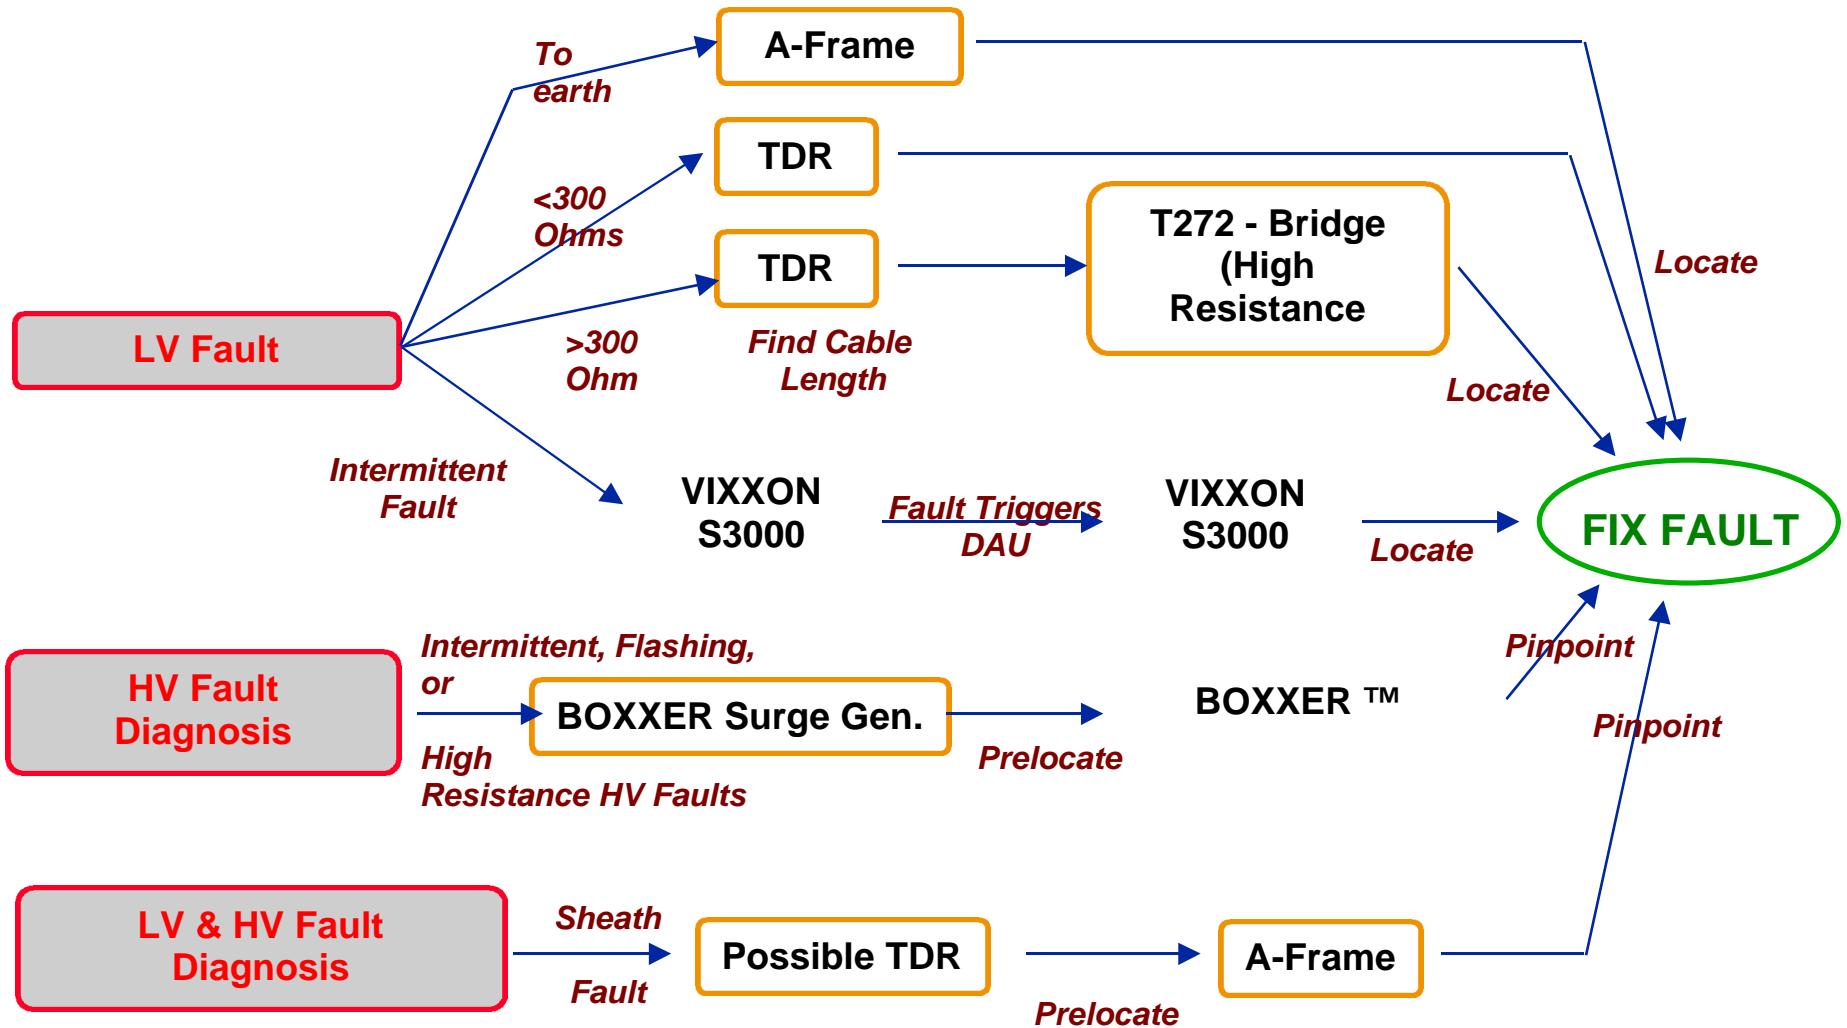 To
earth
A-Frame
<300
Ohms
TDR
TDR
T272 - Bridge
(High
Resistance
Locate
LV Fault
>300
Ohm
Find Cable
Length
Locate
Intermittent
Fault
VIXXON
S3000
Fault Triggers
DAU
VIXXON
S3000
Locate
FIX FAULT
HV Fault
Diagnosis
Intermittent, Flashing,
or
High
Resistance HV Faults
BOXXER Surge Gen.
Prelocate
BOXXER ™
Pinpoint
Pinpoint
LV & HV Fault
Diagnosis
Sheath
Fault
Possible TDR
Prelocate
A-Frame